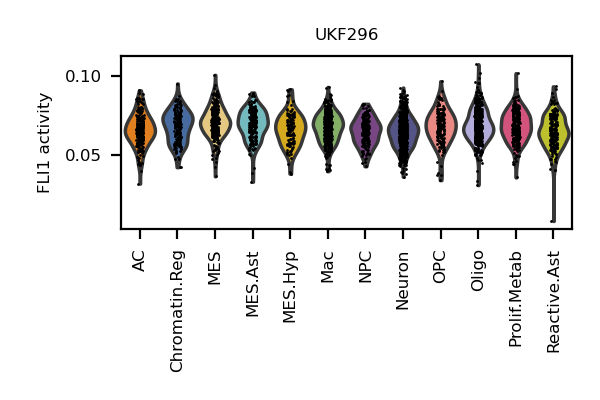 UKF296
FLI1 activity
0.10
0.05
AC
Chromatin.Reg
MES
MES.Ast
MES.Hyp
Mac
NPC
Neuron
OPC
Oligo
Prolif.Metab
Reactive.Ast